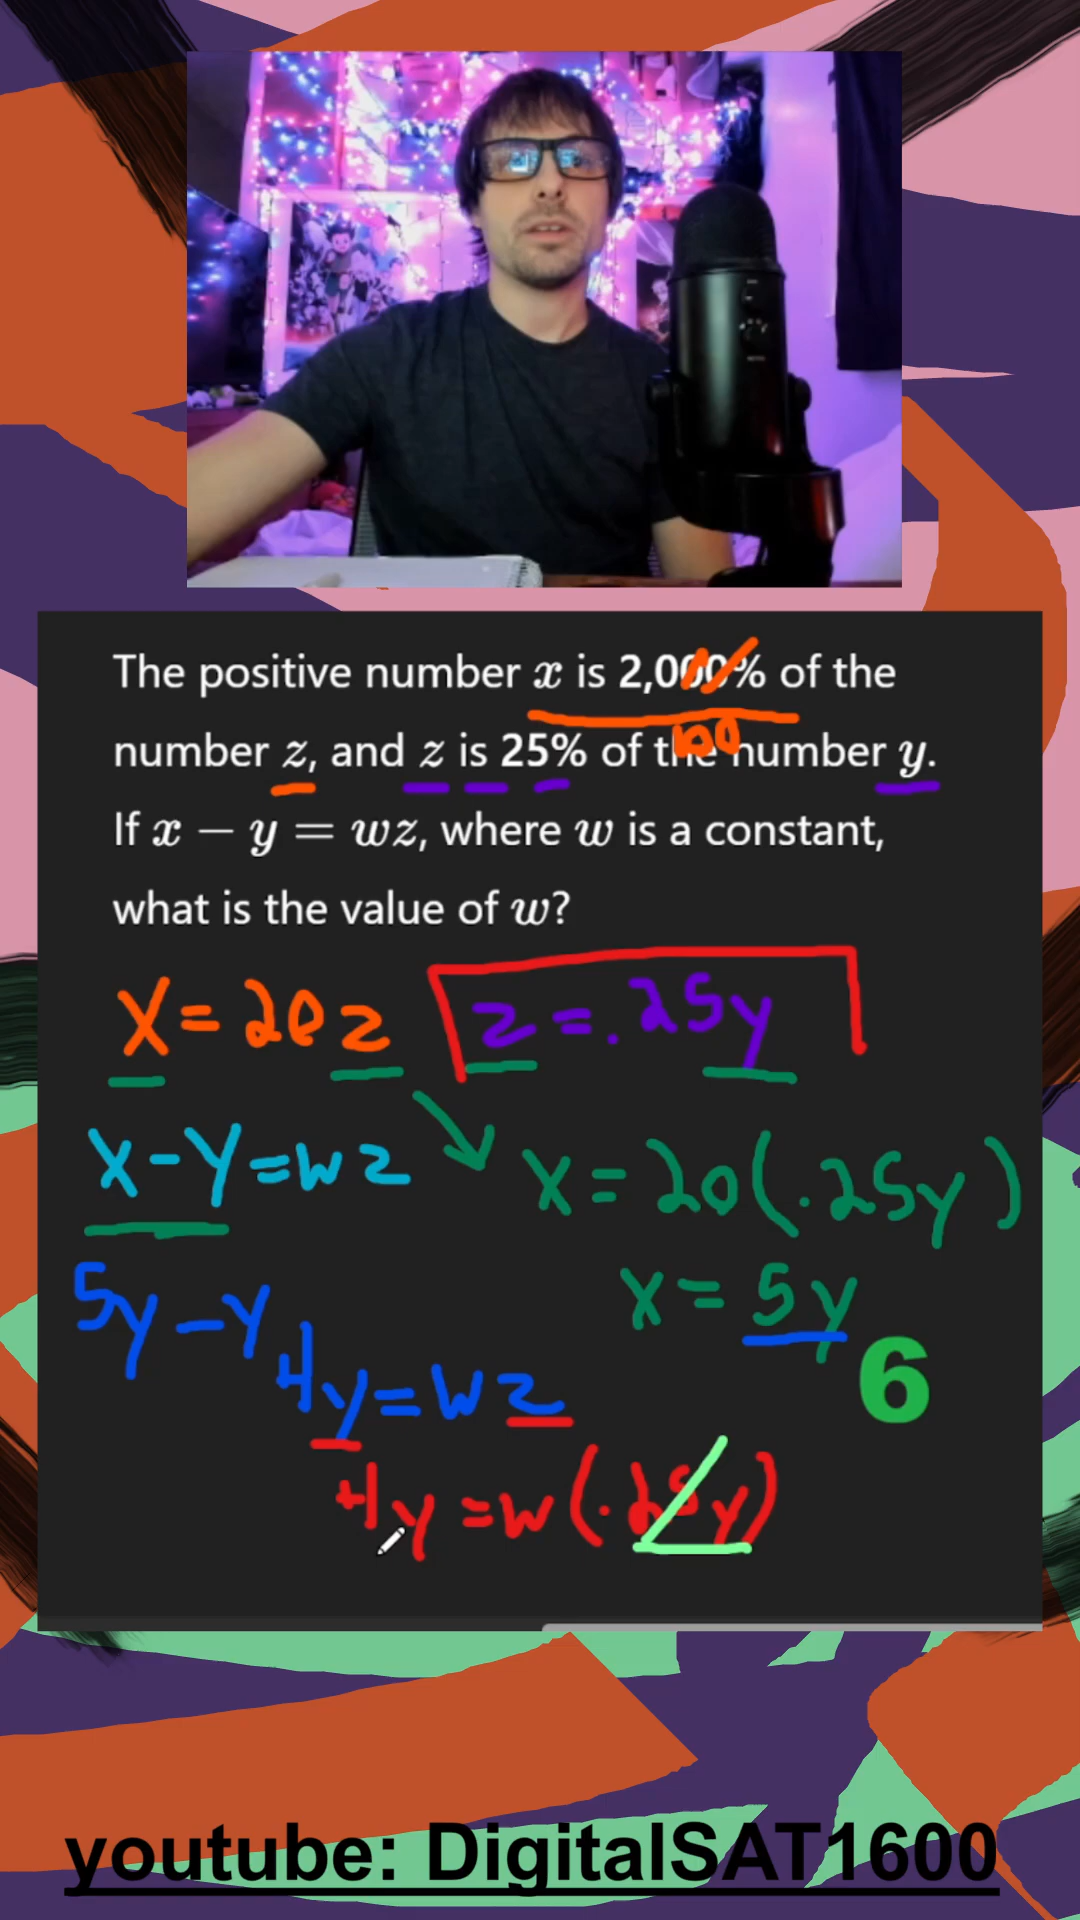 The positive number x is 2,000% of the
100
number z, and z is 25% of the number y.
If x − y = wz, where w is a constant,
what is the value of w?
x = 20z z = .25y
x - y = wz x = 20(.25y)
5y - y x = 5y
4y = wz 6
4y = w(.25y)
youtube: DigitalSAT1600